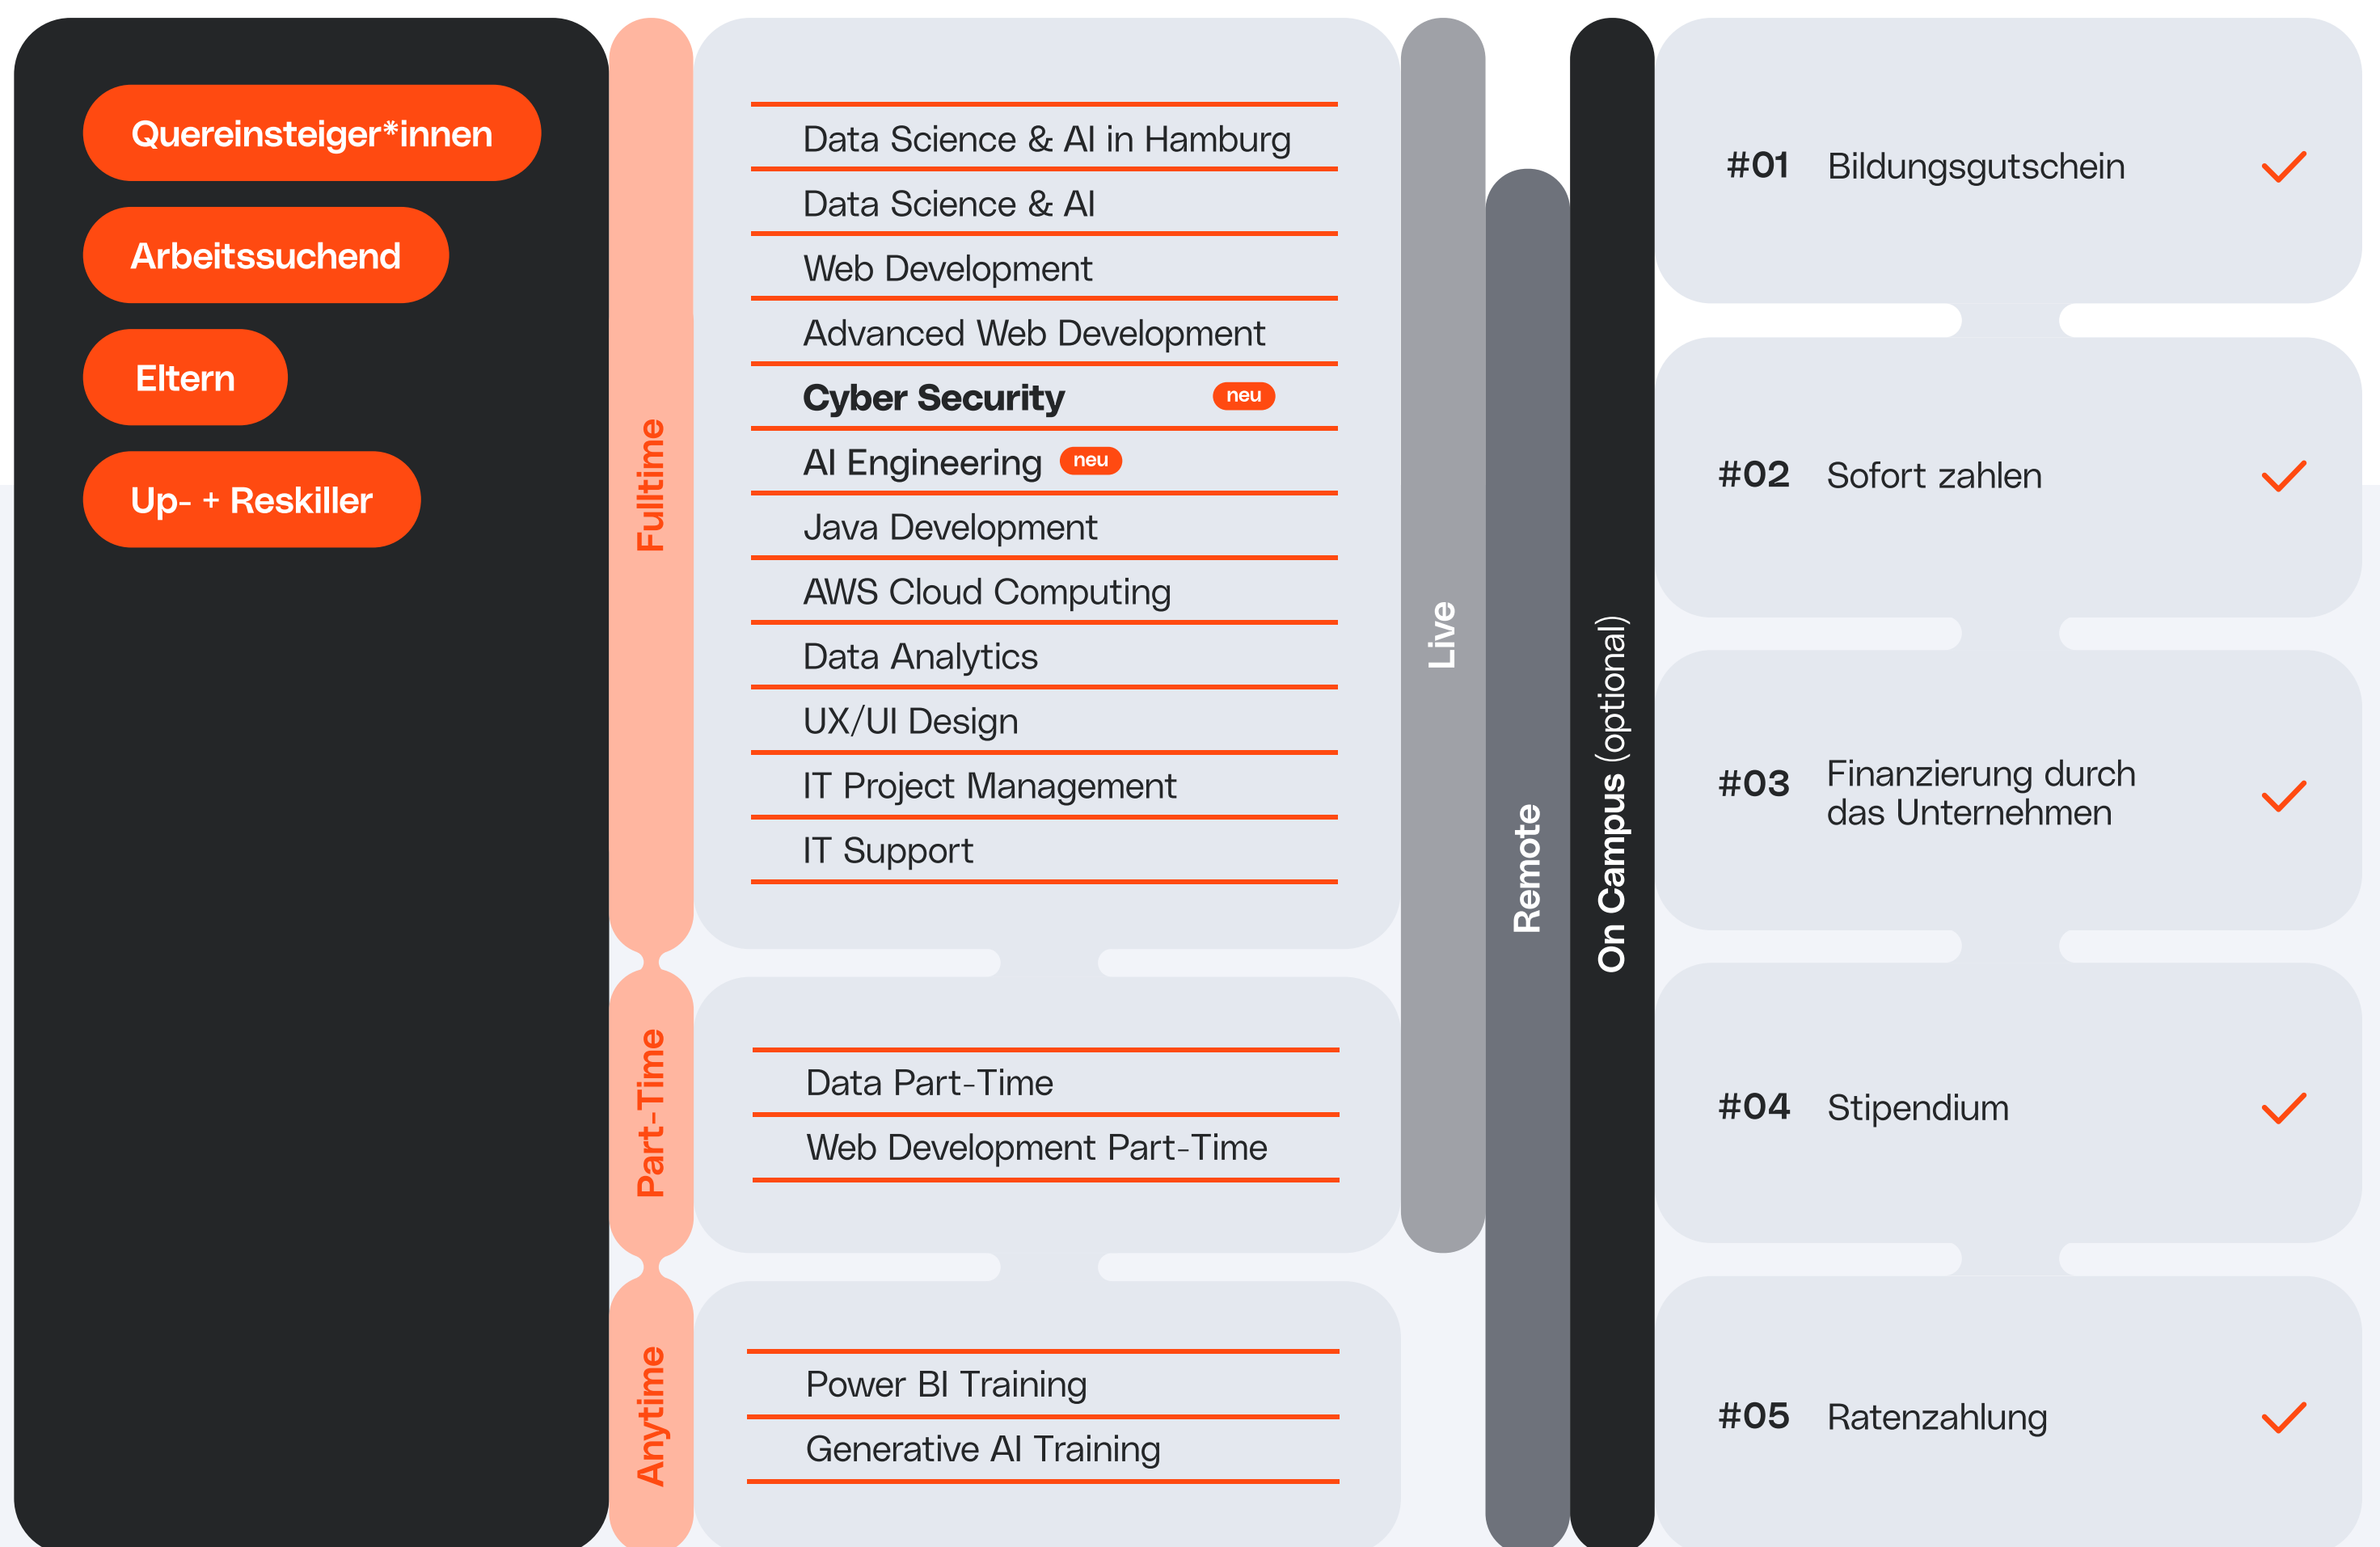 Quereinsteiger*innen
Arbeitssuchend
Eltern
Up- + Reskiller
Fulltime
Data Science & AI in Hamburg
Data Science & AI
Web Development
Advanced Web Development
Cyber Security neu
AI Engineering neu
Java Development
AWS Cloud Computing
Data Analytics
UX/UI Design
IT Project Management
IT Support
Part-Time
Data Part-Time
Web Development Part-Time
Anytime
Power BI Training
Generative AI Training
Live
Remote
On Campus (optional)
#01 Bildungsgutschein
#02 Sofort zahlen
#03 Finanzierung durch
das Unternehmen
#04 Stipendium
#05 Ratenzahlung